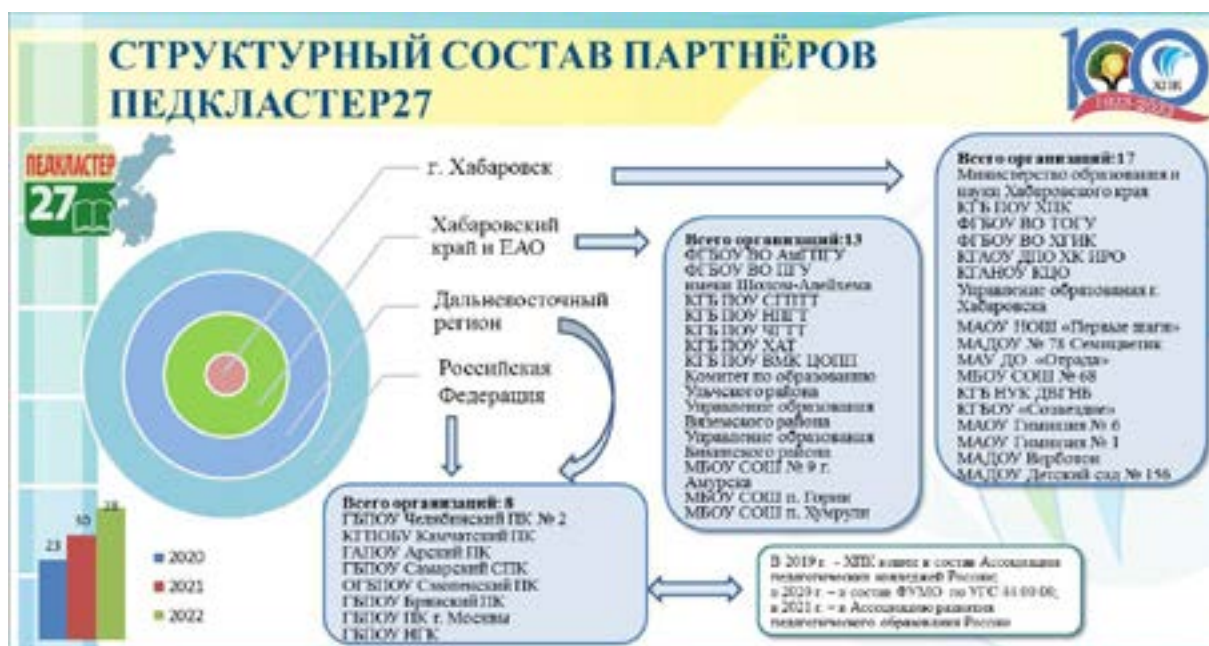 СТРУКТУРНЫЙ СОСТАВ ПАРТНЁРОВ
ПЕДКЛАСТЕР27
100
ХПК
1923-2023
ПЕДКЛАСТЕР
27
г. Хабаровск
Хабаровский
край и ЕАО
Дальневосточный
регион
Российская
Федерация
Всего организаций:17
Министерство образования и
науки Хабаровского края
КГБ ПОУ ХПК
ФГБОУ ВО ТОГУ
ФГБОУ ВО ХГИК
КГАОУ ДПО ХК ИРО
КГАНОУ КЦО
Управление образования г.
Хабаровска
МАОУ НОШ «Первые шаги»
МАДОУ № 78 Семицветик
МАУ ДО «Отрада»
МБОУ СОШ № 68
КГБ НУК ДВГНБ
КГБОУ «Созвездие»
МАОУ Гимназия № 6
МАОУ Гимназия № 1
МАДОУ
МАДОУ Детский сад № 156
Всего организаций:13
ФГБОУ ВО АмГПГУ
ФГБОУ ВО ПГУ
имени Шолом-Алейхема
КГБ ПОУ
КГБ ПОУ
КГБ ПОУ ЧГТТ
КГБ ПОУ ХАТ
КГБ ПОУ ВМК ЦОПП
Комитет по образованию
Ульчского района
Управление образования
Вяземского района
Управление образования
Бикинского района
МБОУ СОШ № 9 г.
Амурска
МБОУ СОШ п. Горин
МБОУ СОШ п. Хурмули
Всего организаций: 8
ГБПОУ Челябинский ПК № 2
КГПОБУ Камчатский ПК
ГАПОУ Арский ПК
ГБПОУ Самарский СПК
ОГБПОУ Смоленский ПК
ГБПОУ Брянский ПК
ГБПОУ ПК г. Москвы
ГБПОУ НГК
В 2019 г. - ХПК вошел в состав Ассоциации
педагогических колледжей России;
в 2020 г. – в состав ФУМО по УГС 44.00.00;
в 2021 г. – в Ассоциацию развития
педагогического образования России
23
30
38
2020
2021
2022